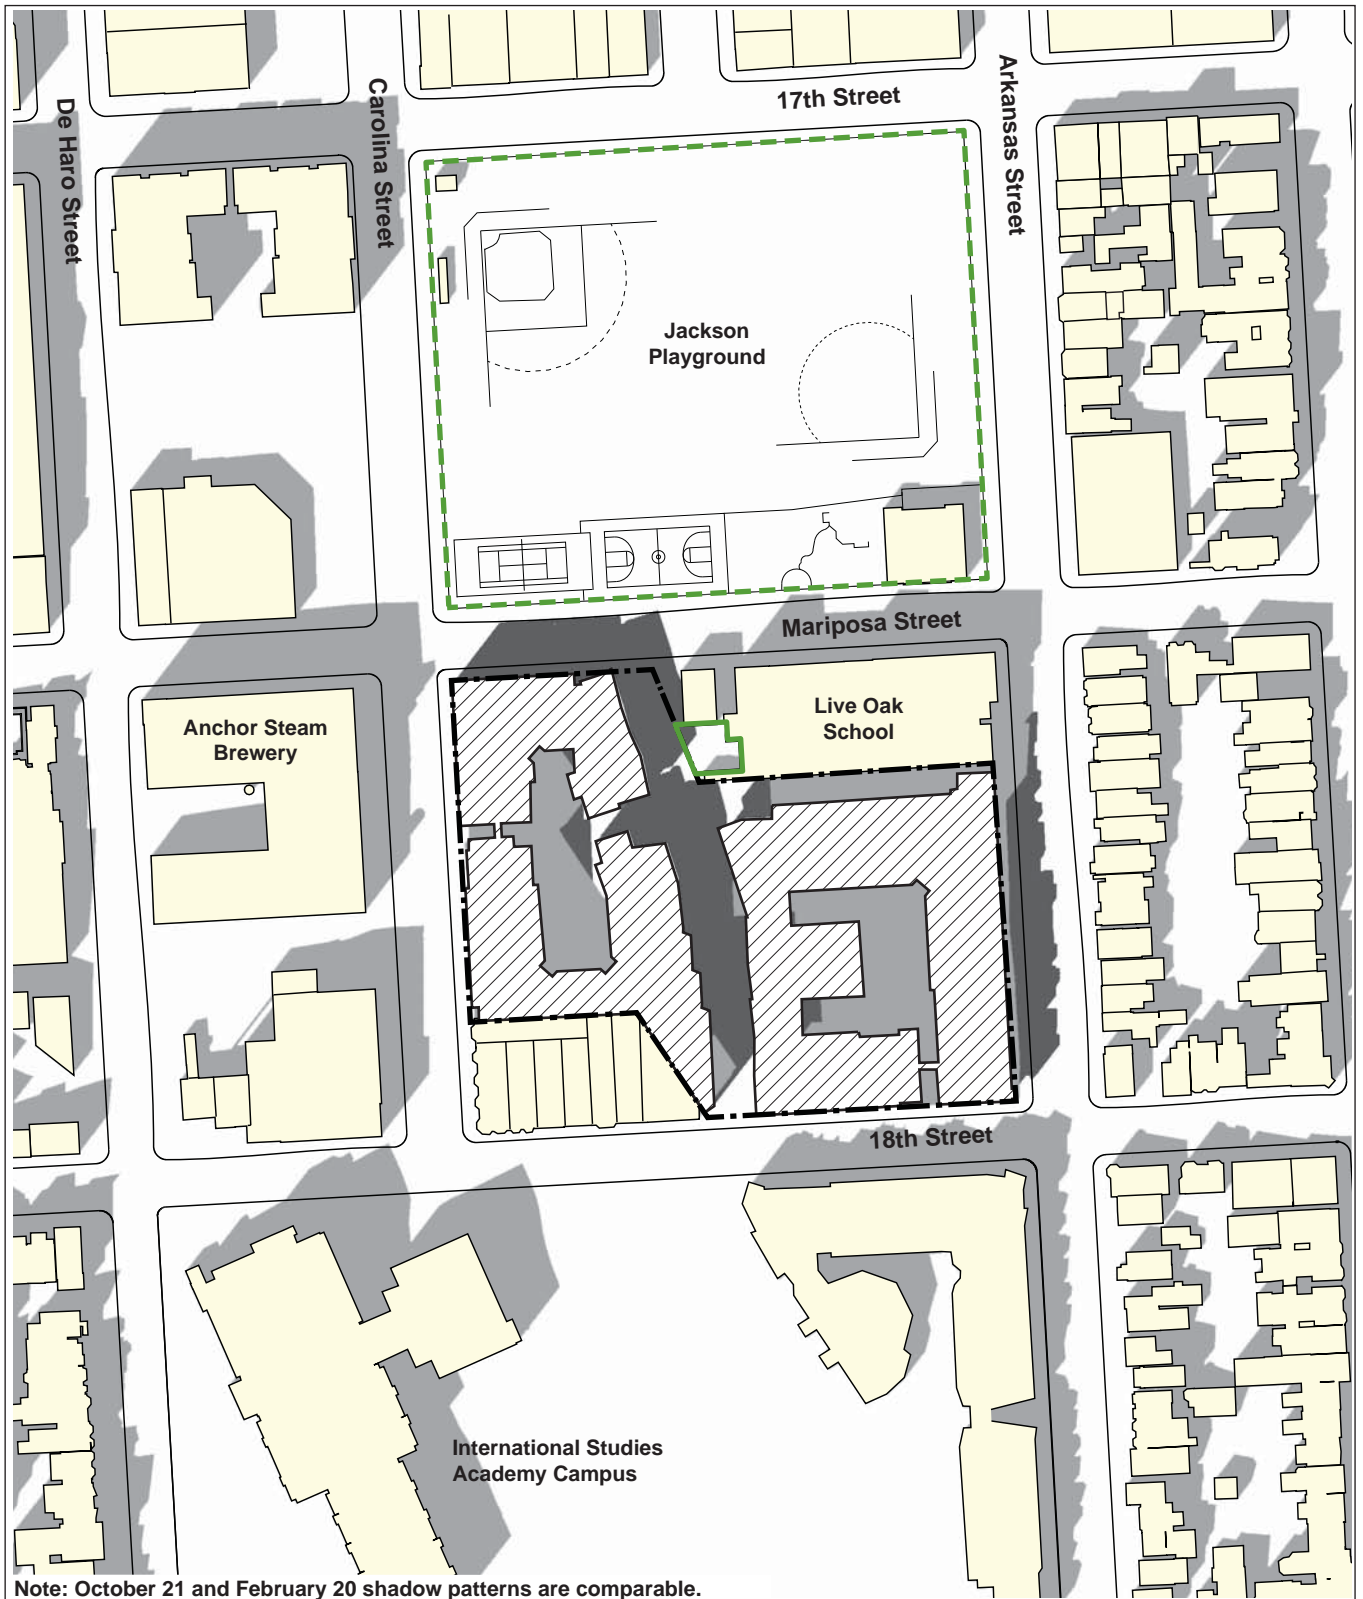 17th Street
De Haro Street
Carolina Street
Arkansas Street
Jackson
Playground
Mariposa Street
Anchor Steam
Brewery
Live Oak
School
18th Street
International Studies
Academy Campus
Note: October 21 and February 20 shadow patterns are comparable.